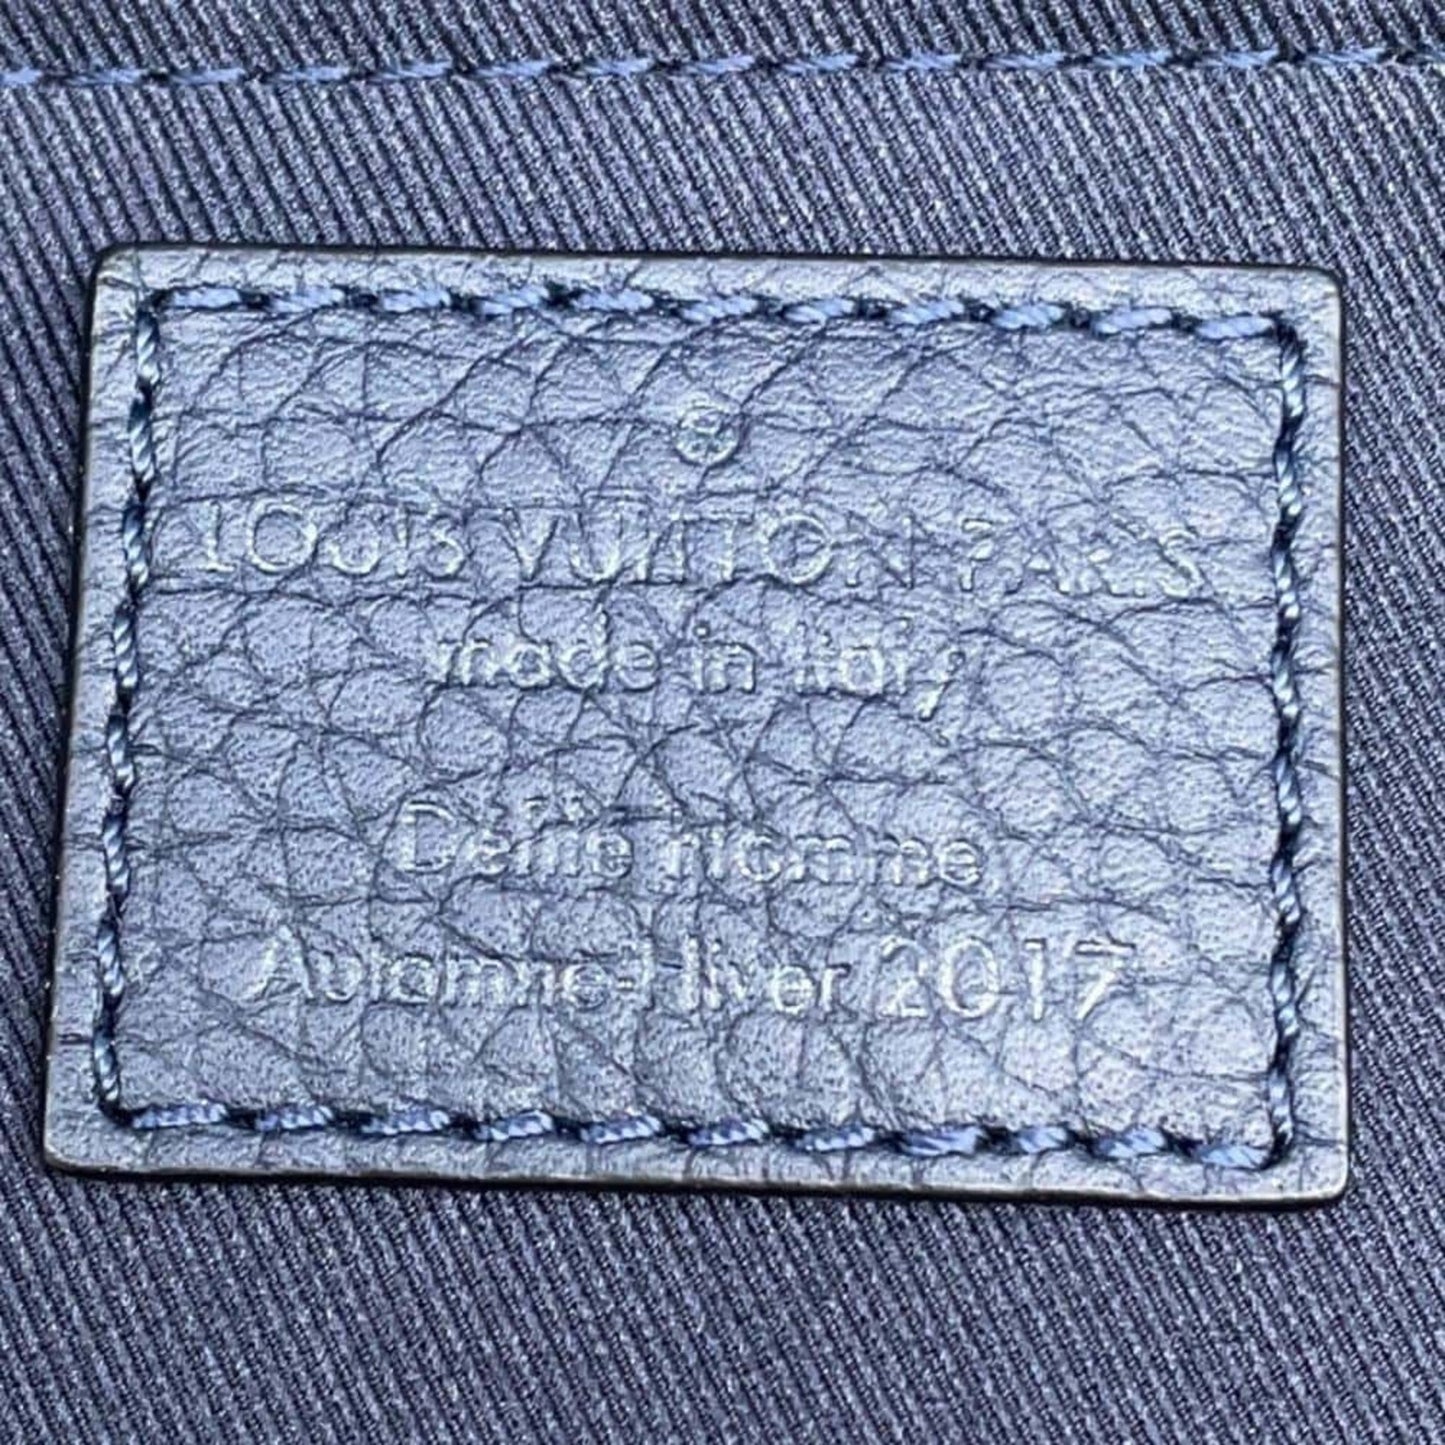 ®
LOUIS VUITTON PARIS
made in Italy
Défilé Homme
Automne-Hiver 2017